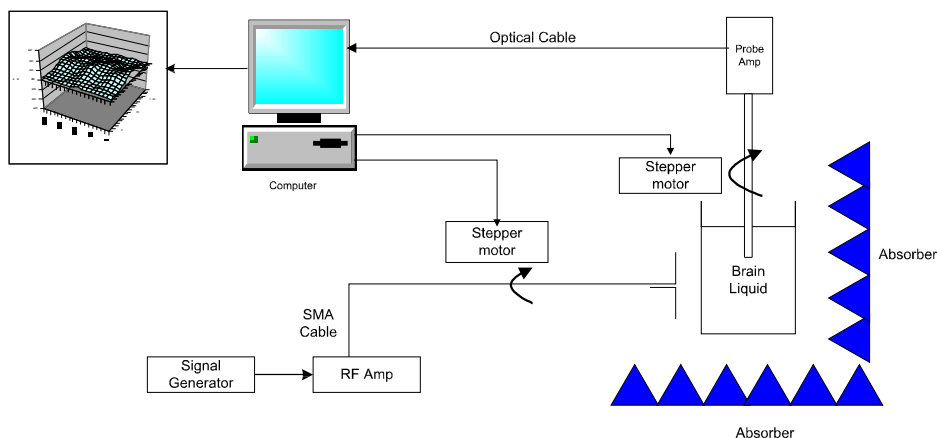 Optical Cable
Probe
Amp
Computer
Stepper
motor
Stepper
motor
Brain
Liquid
Absorber
SMA
Cable
Signal
Generator
RF Amp
Absorber